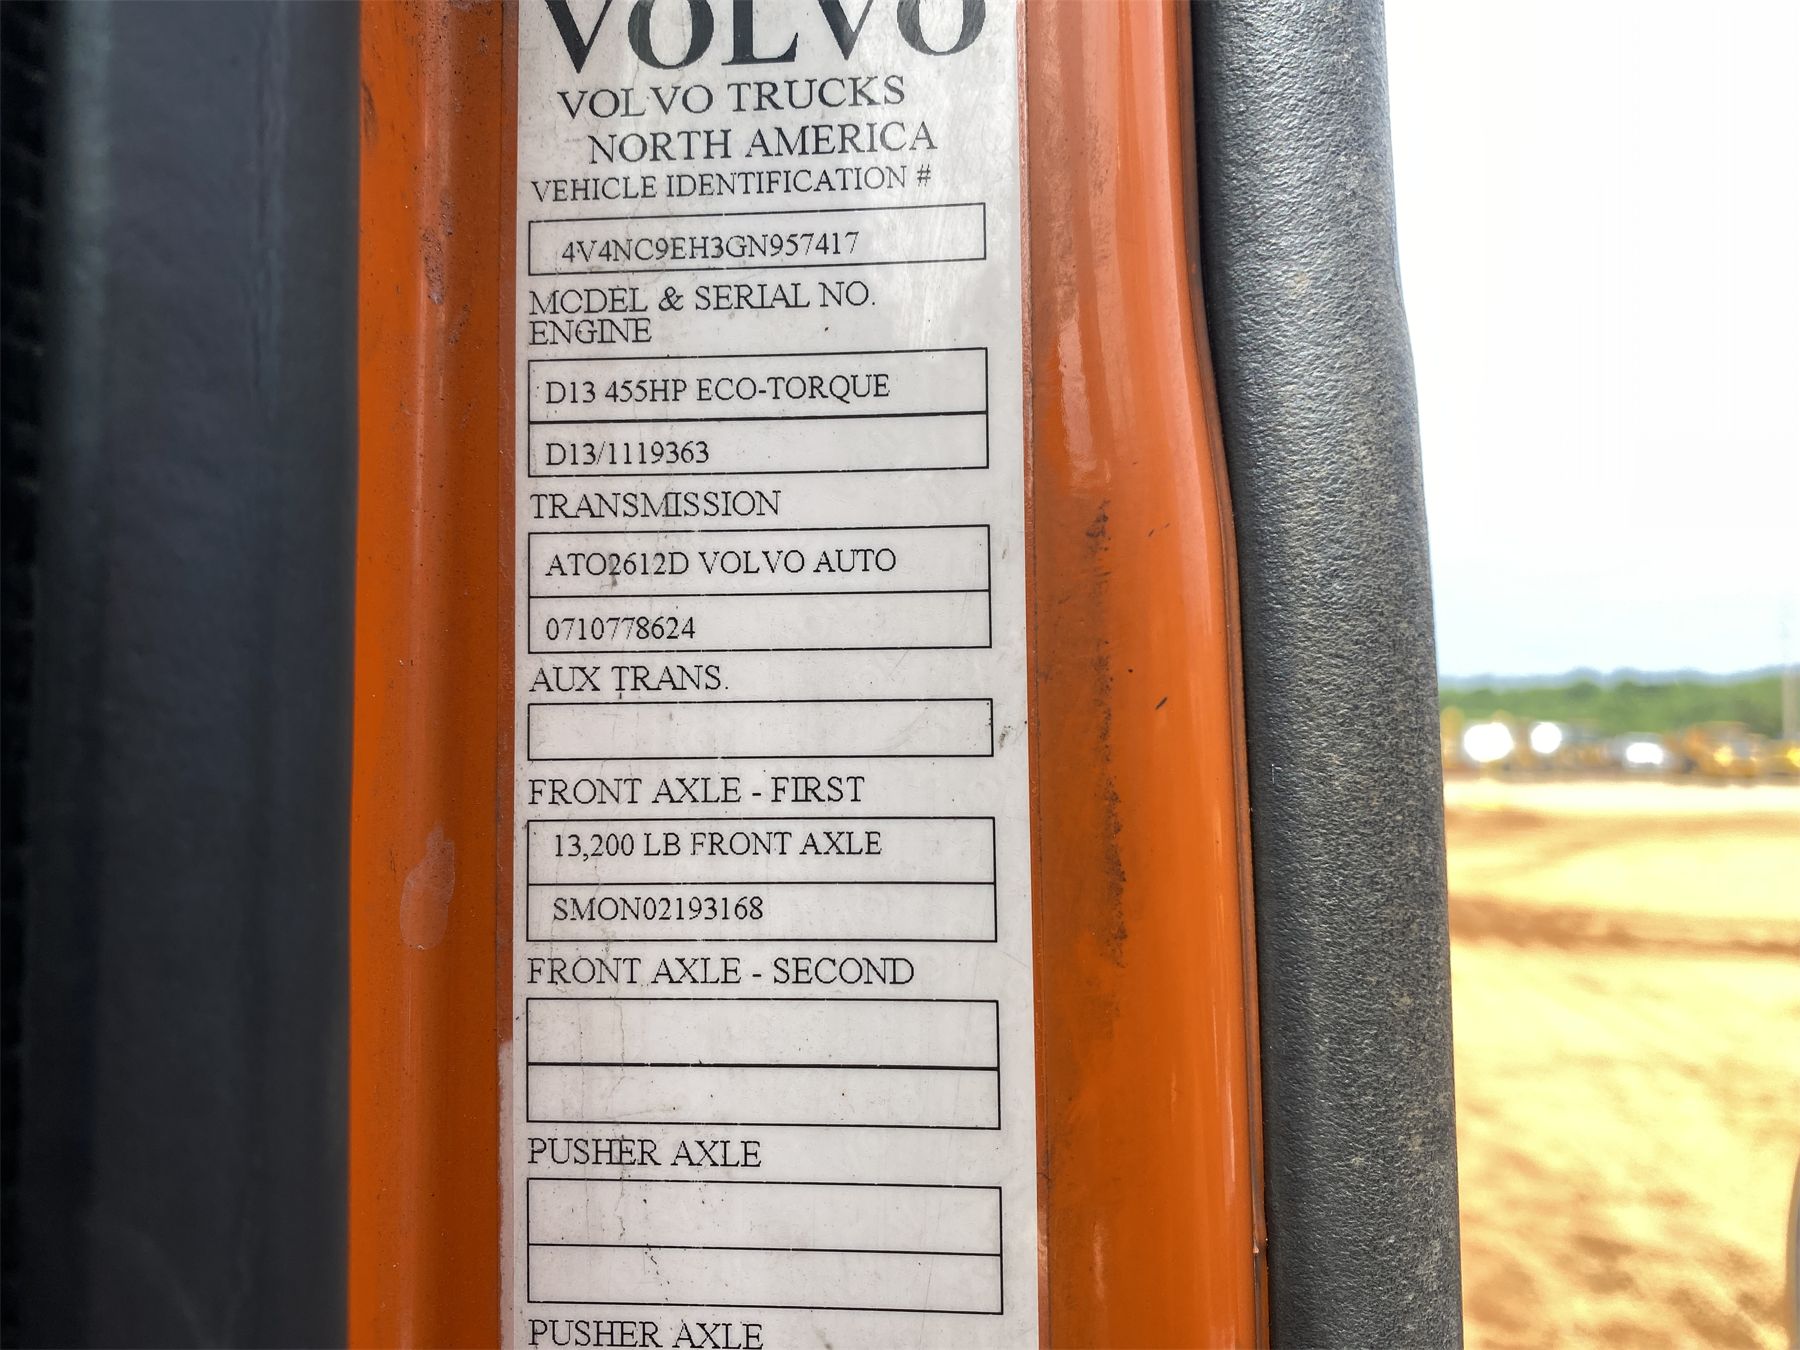 VOLVO
VOLVO TRUCKS
NORTH AMERICA
VEHICLE IDENTIFICATION #
4V4NC9EH3GN957417
MODEL & SERIAL NO.
ENGINE
D13 455HP ECO-TORQUE
D13/1119363
TRANSMISSION
ATO2612D VOLVO AUTO
0710778624
AUX TRANS.
FRONT AXLE - FIRST
13,200 LB FRONT AXLE
SMON02193168
FRONT AXLE - SECOND
PUSHER AXLE
PUSHER AXLE